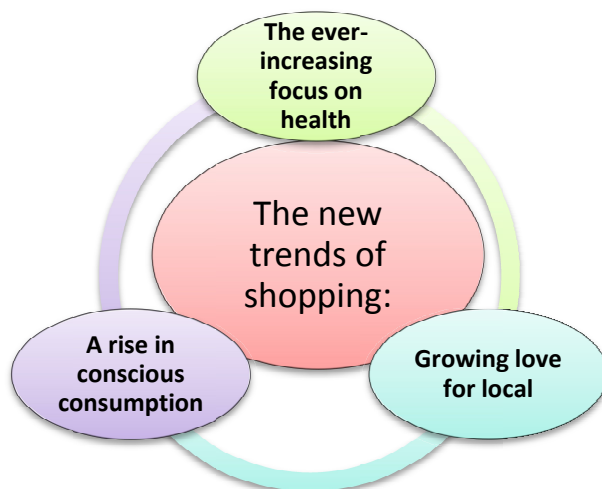 The ever-
increasing
focus on
health
The new
trends of
shopping:
A rise in
conscious
consumption
Growing love
for local